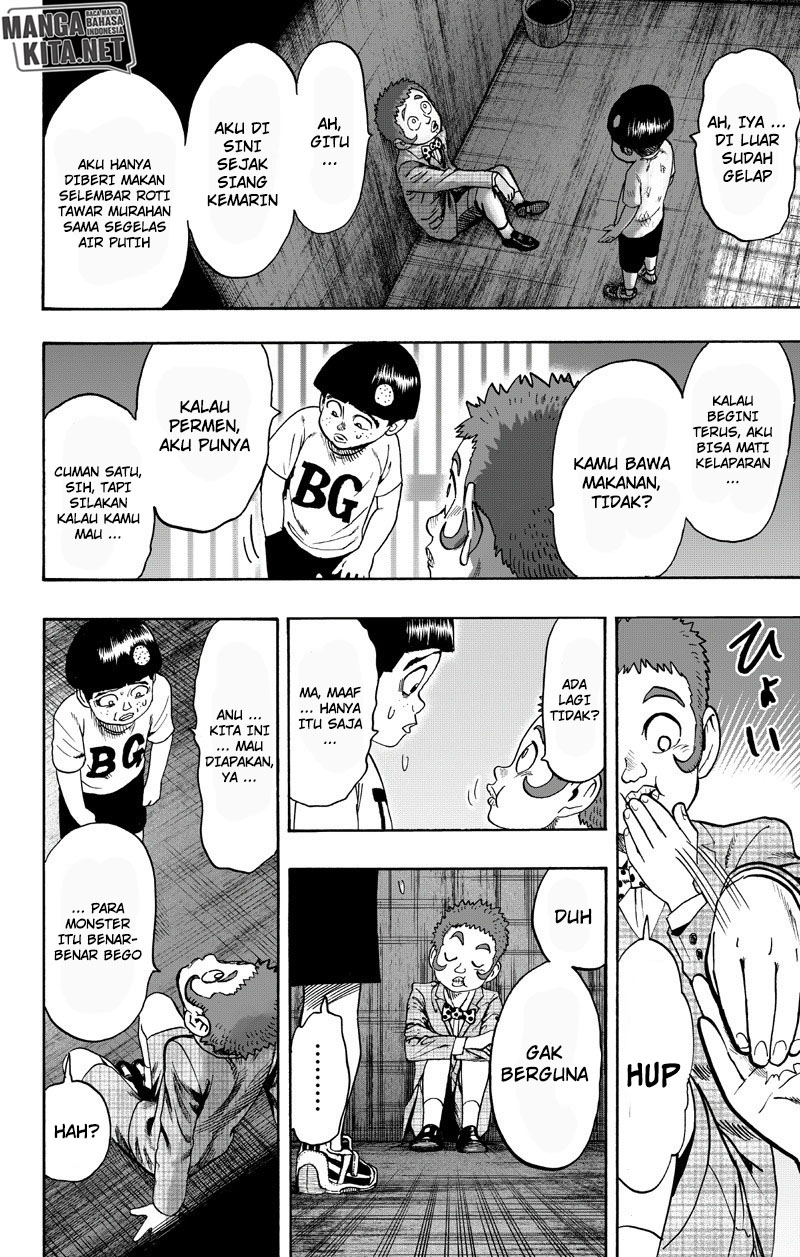 MANGA
KITA.NET
BACA MANGA
BAHASA
INDONESIA
AH, IYA ...
DI LUAR
SUDAH
GELAP
AH,
GITU
...
AKU DI
SINI
SEJAK
SIANG
KEMARIN
AKU HANYA
DIBERI MAKAN
SELEMBAR ROTI
TAWAR MURAHAN
SAMA SEGELAS
AIR PUTIH
KALAU
BEGINI
TERUS, AKU
BISA MATI
KELAPARAN
...
KAMU BAWA
MAKANAN,
TIDAK?
KALAU
PERMEN,
AKU PUNYA
CUMAN SATU,
SIH, TAPI
SILAKAN
KALAU KAMU
MAU ...
BG
ひょい
HUP
ADA
LAGI
TIDAK?
MA, MAAF
... HANYA
ITU SAJA
...
DUH
GAK
BERGUNA
........
ANU ...
KITA INI
... MAU
DIAPAKAN,
YA ...
BG
... PARA
MONSTER
ITU BENAR-
BENAR BEGO
HAH?